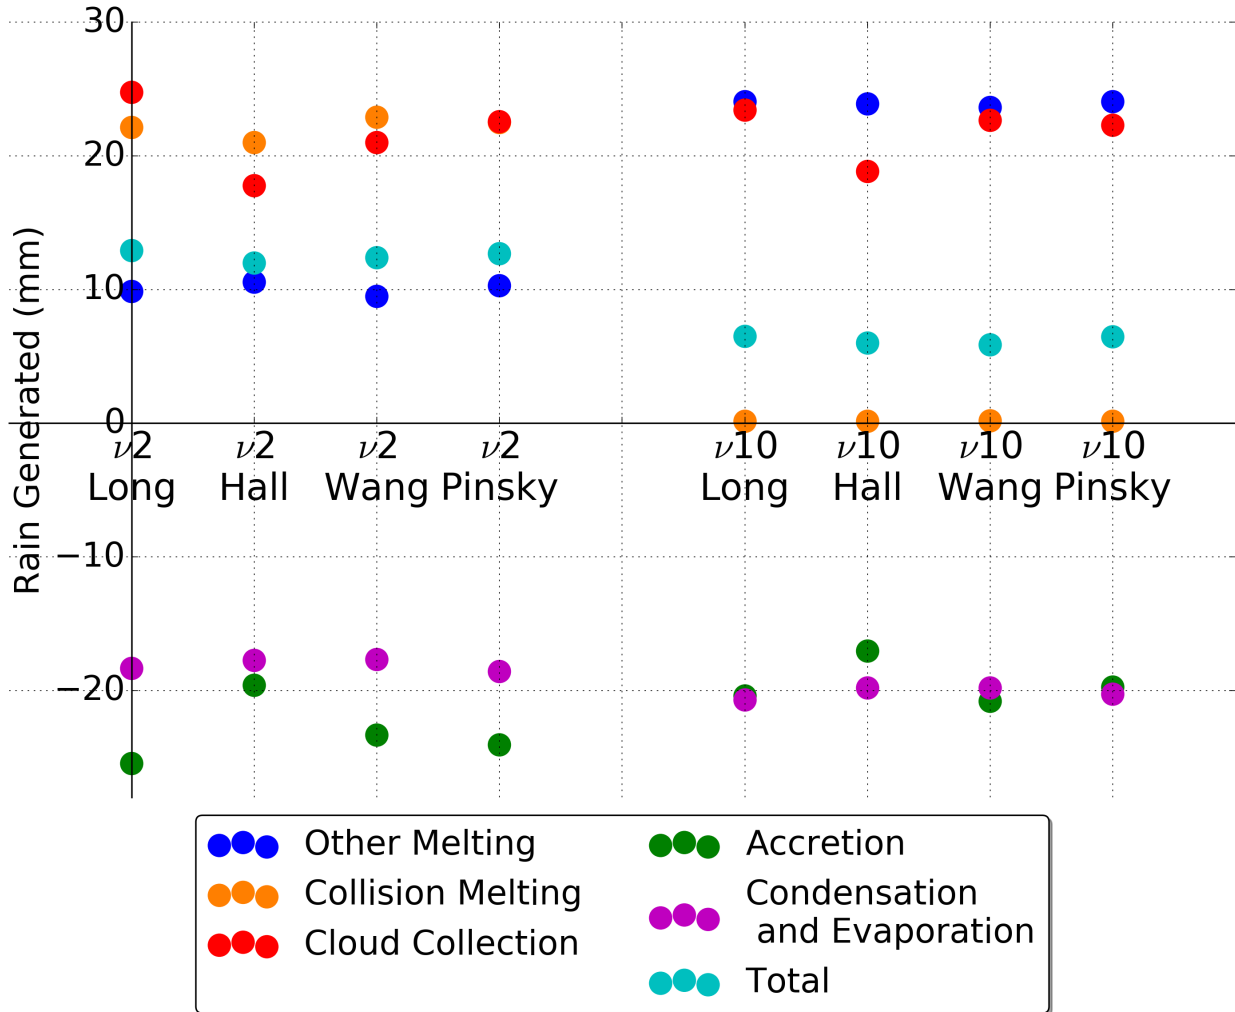 30
20
10
0
−10
−20
Rain Generated (mm)
ν2 ν2 ν2 ν2 ν10 ν10 ν10 ν10
Long Hall Wang Pinsky Long Hall Wang Pinsky
Other Melting
Collision Melting
Cloud Collection
Accretion
Condensation
and Evaporation
Total